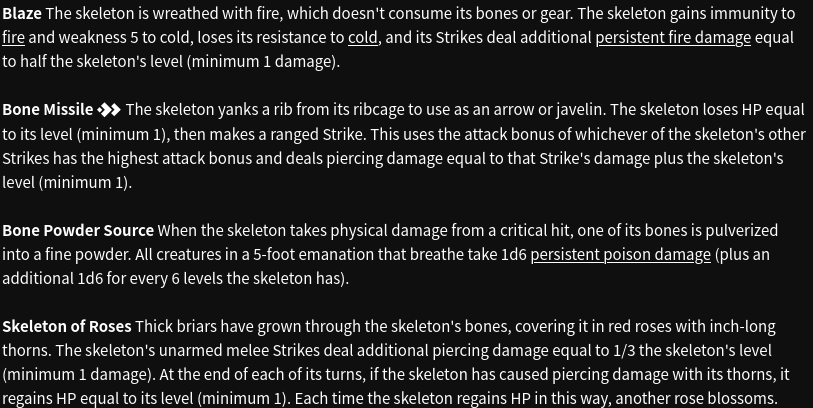 Blaze The skeleton is wreathed with fire, which doesn't consume its bones or gear. The skeleton gains immunity to
fire and weakness 5 to cold, loses its resistance to cold, and its Strikes deal additional persistent fire damage equal
to half the skeleton's level (minimum 1 damage).
Bone Missile The skeleton yanks a rib from its ribcage to use as an arrow or javelin. The skeleton loses HP equal
to its level (minimum 1), then makes a ranged Strike. This uses the attack bonus of whichever of the skeleton's other
Strikes has the highest attack bonus and deals piercing damage equal to that Strike's damage plus the skeleton's
level (minimum 1).
Bone Powder Source When the skeleton takes physical damage from a critical hit, one of its bones is pulverized
into a fine powder. All creatures in a 5-foot emanation that breathe take 1d6 persistent poison damage (plus an
additional 1d6 for every 6 levels the skeleton has).
Skeleton of Roses Thick briars have grown through the skeleton's bones, covering it in red roses with inch-long
thorns. The skeleton's unarmed melee Strikes deal additional piercing damage equal to 1/3 the skeleton's level
(minimum 1 damage). At the end of each of its turns, if the skeleton has caused piercing damage with its thorns, it
regains HP equal to its level (minimum 1). Each time the skeleton regains HP in this way, another rose blossoms.